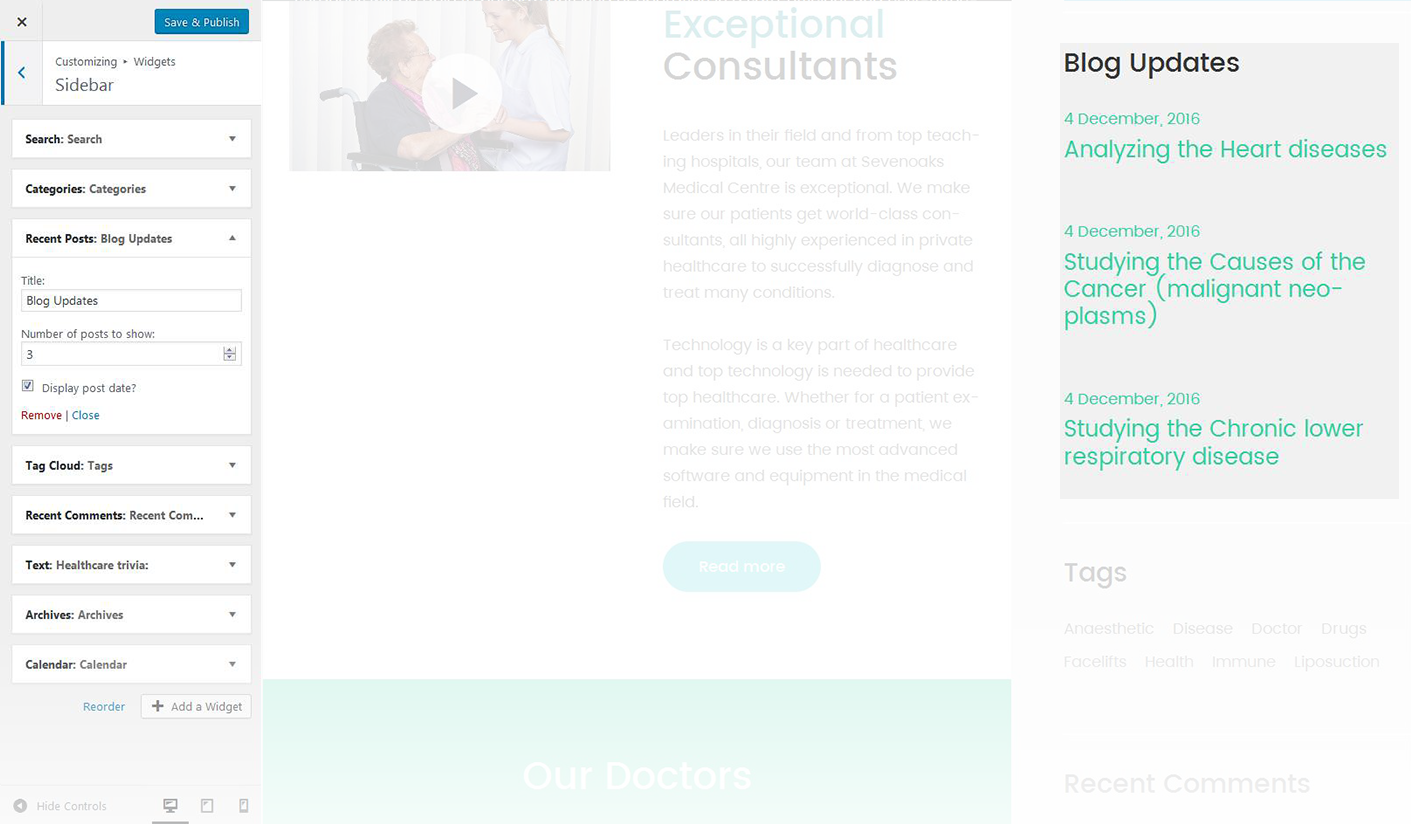 Save & Publish
Customizing ▸ Widgets
Sidebar
Search: Search
Categories: Categories
Recent Posts: Blog Updates
Title:
Blog Updates
Number of posts to show:
3
Display post date?
Remove | Close
Tag Cloud: Tags
Recent Comments: Recent Com...
Text: Healthcare trivia:
Archives: Archives
Calendar: Calendar
Reorder
Add a Widget
Hide Controls
Exceptional
Consultants
Leaders in their field and from top teach-
ing hospitals, our team at Sevenoaks
Medical Centre is exceptional. We make
sure our patients get world-class con-
sultants, all highly experienced in private
healthcare to successfully diagnose and
treat many conditions.
Technology is a key part of healthcare
and top technology is needed to provide
top healthcare. Whether for a patient ex-
amination, diagnosis or treatment, we
make sure we use the most advanced
software and equipment in the medical
field.
Read more
Our Doctors
Blog Updates
4 December, 2016
Analyzing the Heart diseases
4 December, 2016
Studying the Causes of the
Cancer (malignant neo-
plasms)
4 December, 2016
Studying the Chronic lower
respiratory disease
Tags
Anaesthetic Disease Doctor Drugs
Facelifts Health Immune Liposuction
Recent Comments